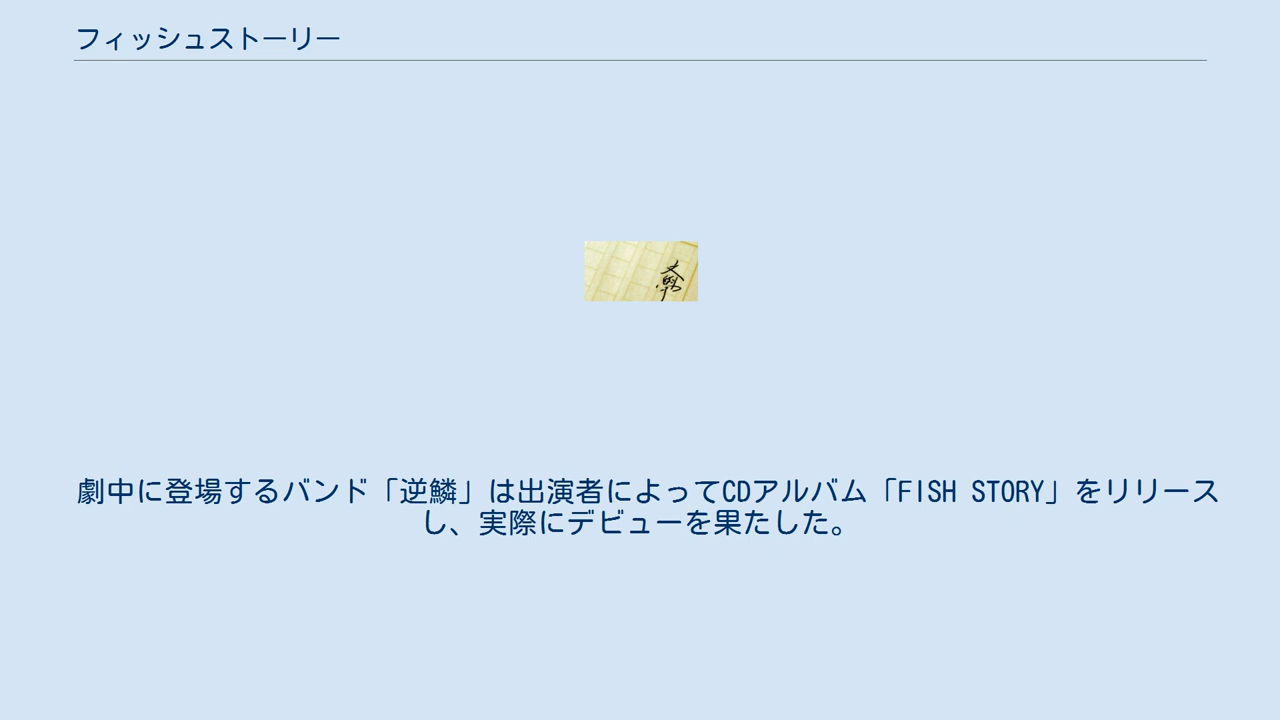 フィッシュストーリー
劇中に登場するバンド「逆鱗」は出演者によってCDアルバム「FISH STORY」をリリース
し、実際にデビューを果たした。